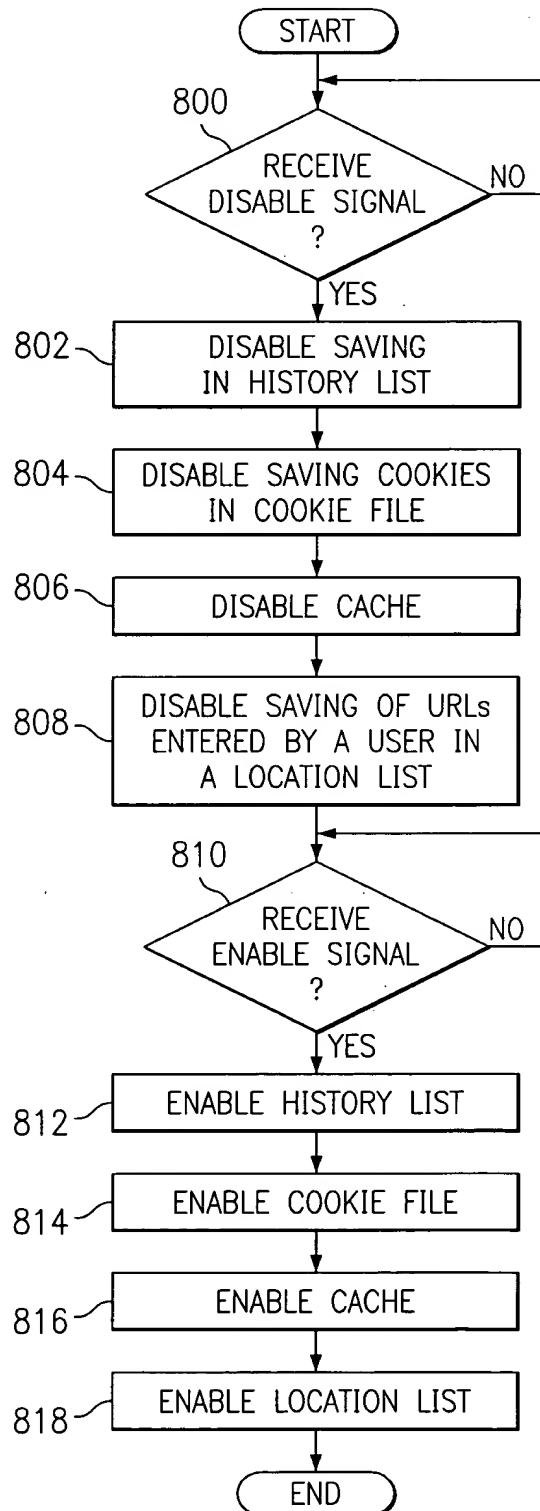 START
800
RECEIVE
DISABLE SIGNAL
?
NO
YES
802
DISABLE SAVING
IN HISTORY LIST
804
DISABLE SAVING COOKIES
IN COOKIE FILE
806
DISABLE CACHE
808
DISABLE SAVING OF URLs
ENTERED BY A USER IN
A LOCATION LIST
810
RECEIVE
ENABLE SIGNAL
?
NO
YES
812
ENABLE HISTORY LIST
814
ENABLE COOKIE FILE
816
ENABLE CACHE
818
ENABLE LOCATION LIST
END